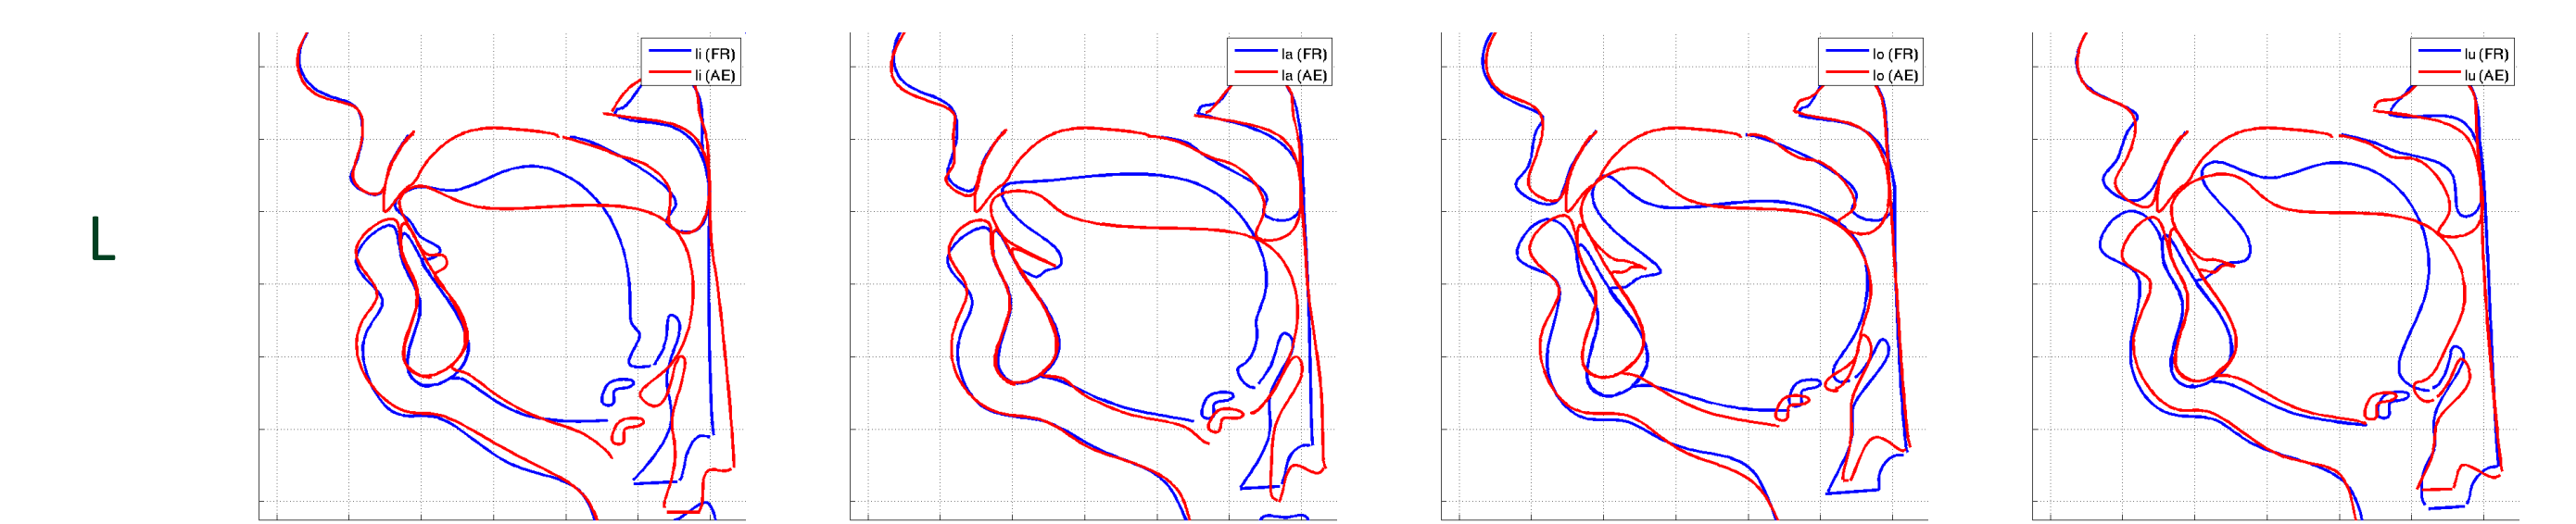 L
li (FR)
li (AE)
la (FR)
la (AE)
lo (FR)
lo (AE)
lu (FR)
lu (AE)